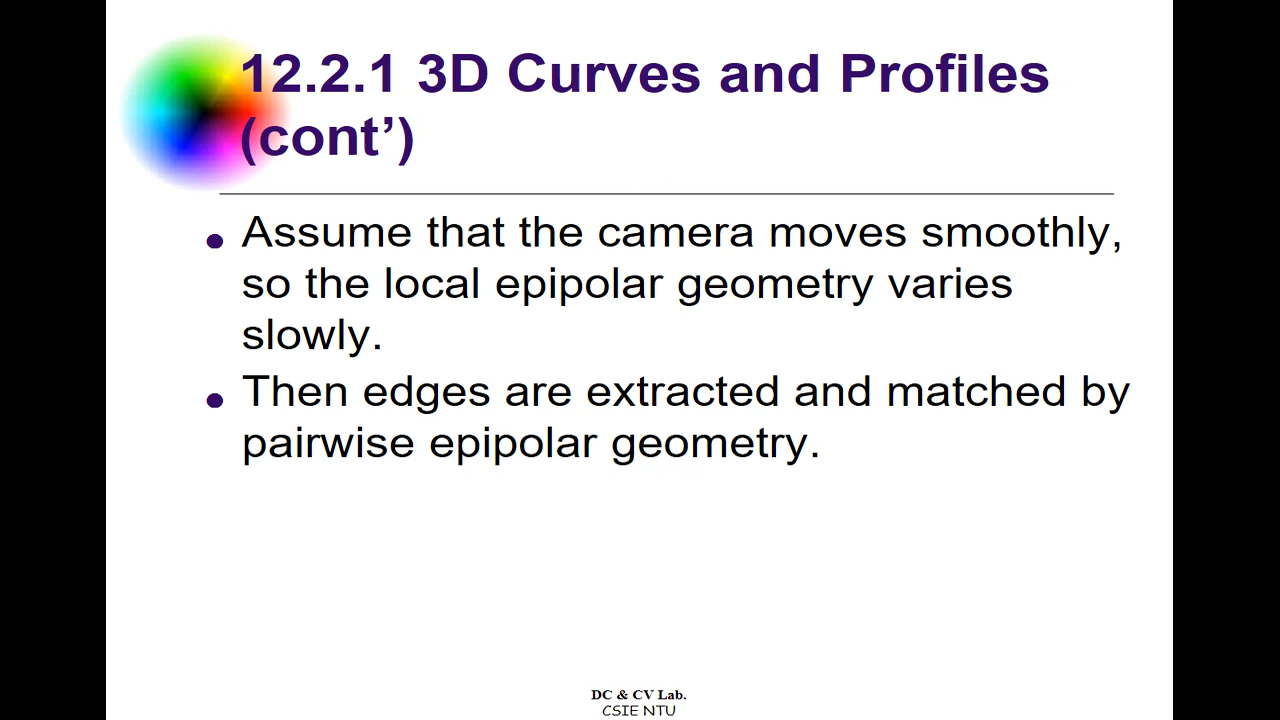 12.2.1 3D Curves and Profiles
(cont’)
Assume that the camera moves smoothly,
so the local epipolar geometry varies
slowly.
Then edges are extracted and matched by
pairwise epipolar geometry.
DC & CV Lab.
CSIE NTU